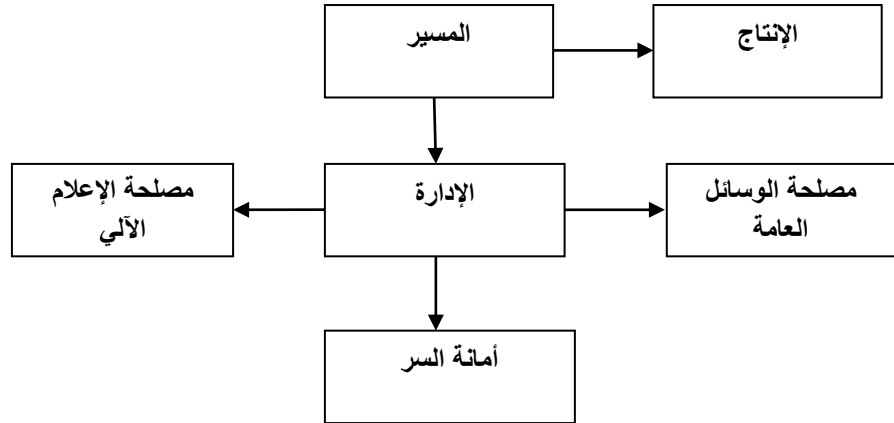 المسير
الإنتاج
مصلحة الوسائل
العامة
الإدارة
مصلحة الإعلام
الآلي
أمانة السر